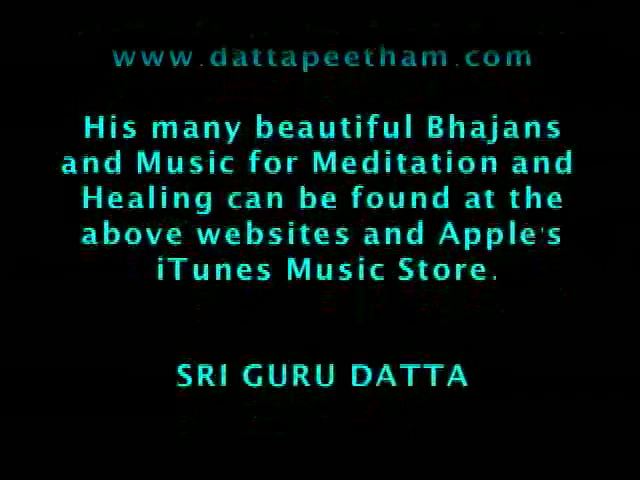 www.dattapeetham.com
His many beautiful Bhajans
and Music for Meditation and
Healing can be found at the
above websites and Apple's
iTunes Music Store.
SRI GURU DATTA